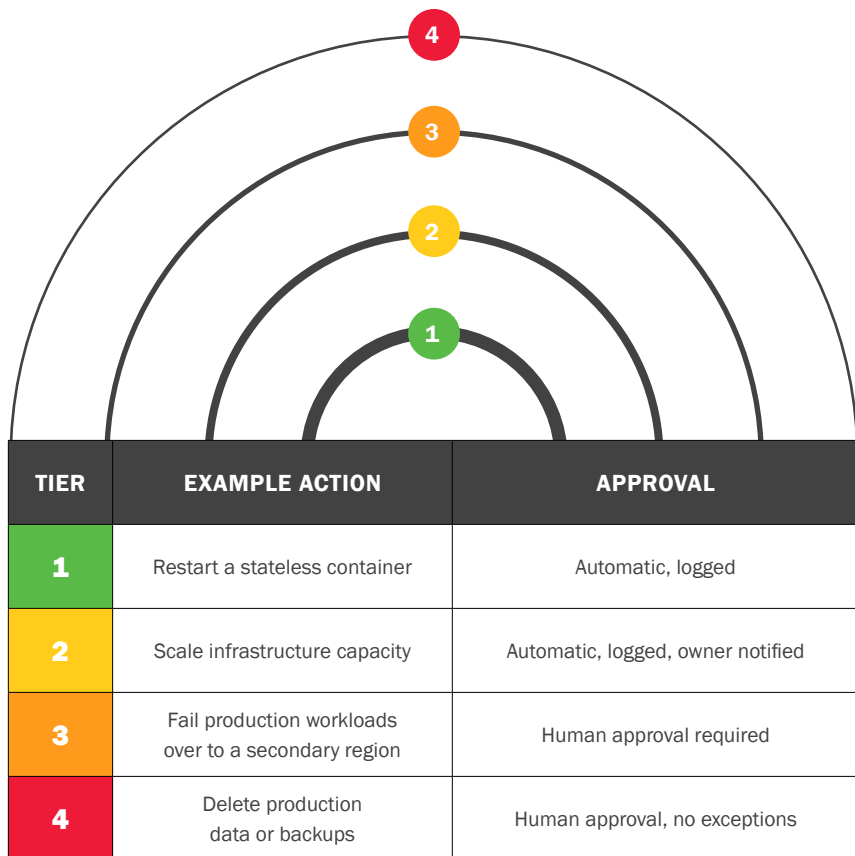 4
3
2
1
TIER EXAMPLE ACTION APPROVAL
1 Restart a stateless container Automatic, logged
2 Scale infrastructure capacity Automatic, logged, owner notified
3 Fail production workloads
over to a secondary region Human approval required
4 Delete production
data or backups Human approval, no exceptions